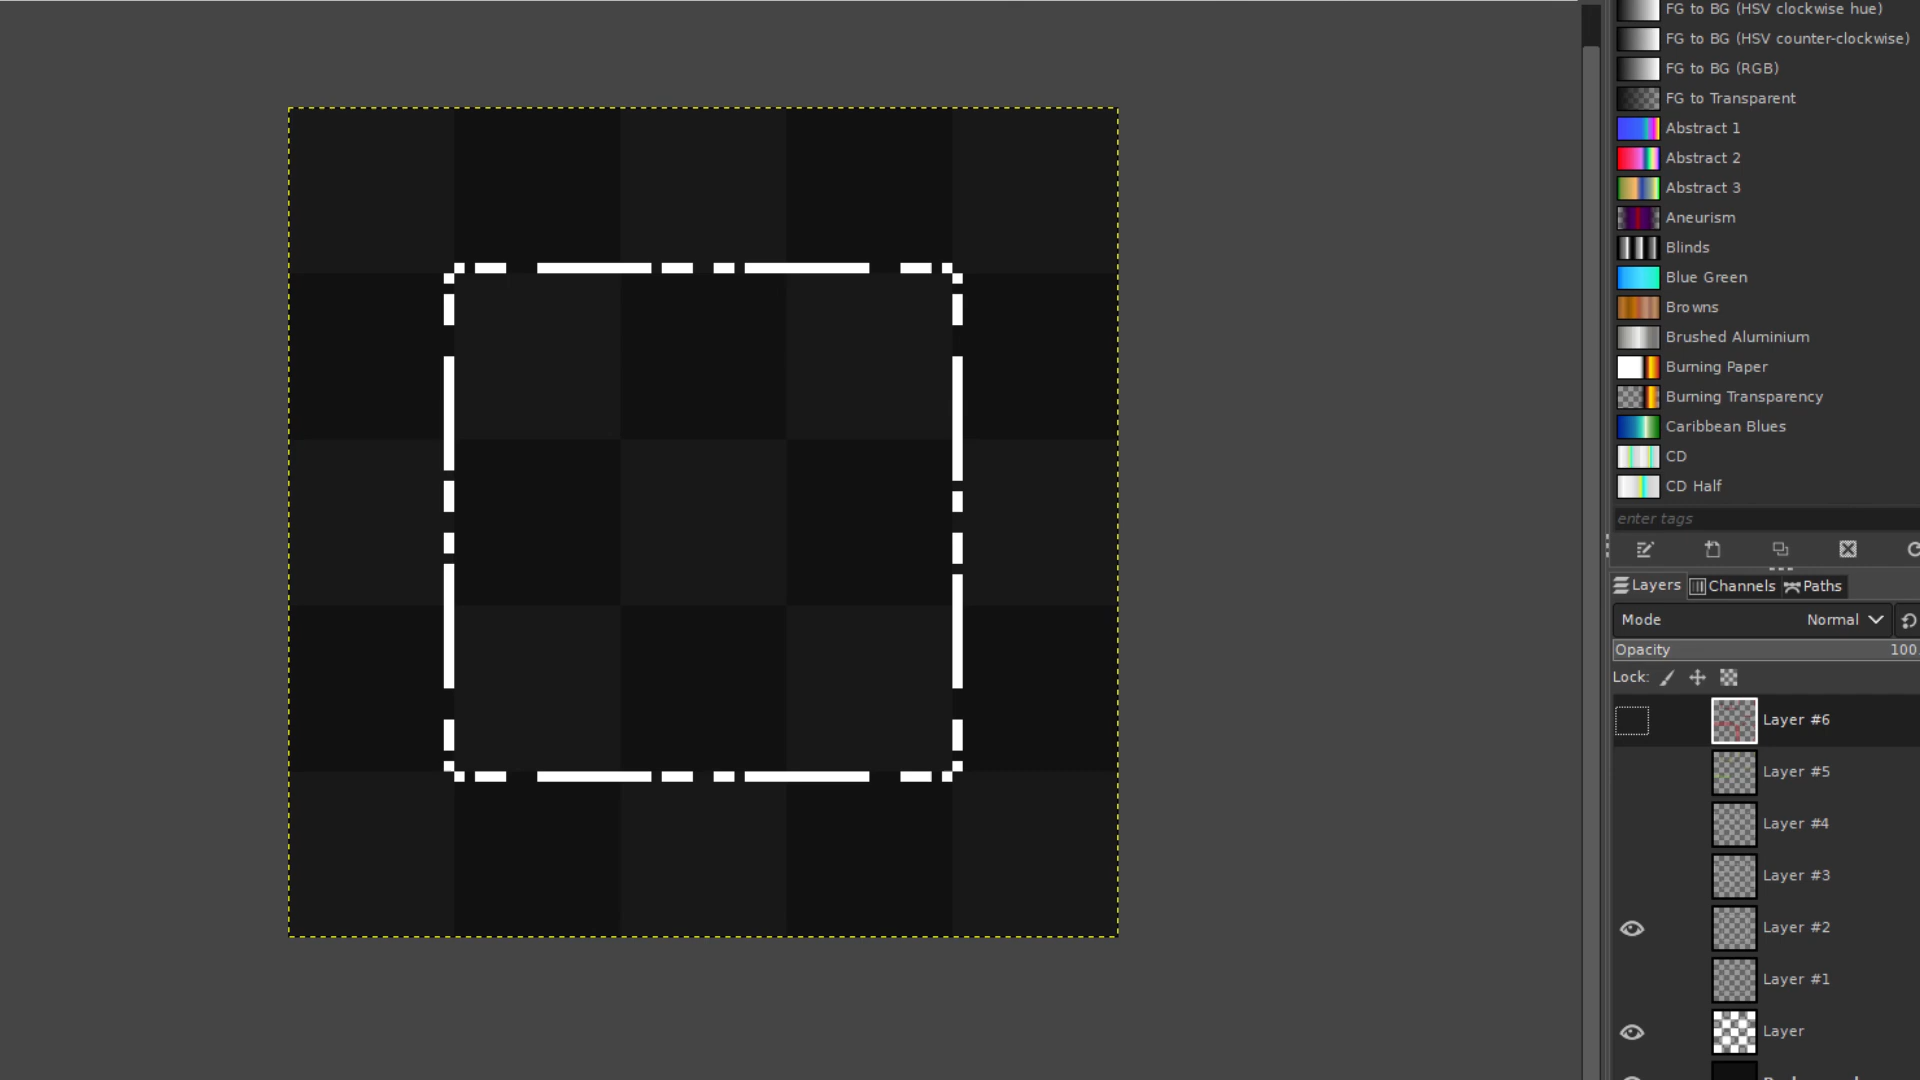 FG to BG (HSV clockwise hue)
FG to BG (HSV counter-clockwise)
FG to BG (RGB)
FG to Transparent
Abstract 1
Abstract 2
Abstract 3
Aneurism
Blinds
Blue Green
Browns
Brushed Aluminium
Burning Paper
Burning Transparency
Caribbean Blues
CD
CD Half
enter tags
Layers Channels Paths
Mode Normal
Opacity 100.
Lock:
Layer #6
Layer #5
Layer #4
Layer #3
Layer #2
Layer #1
Layer